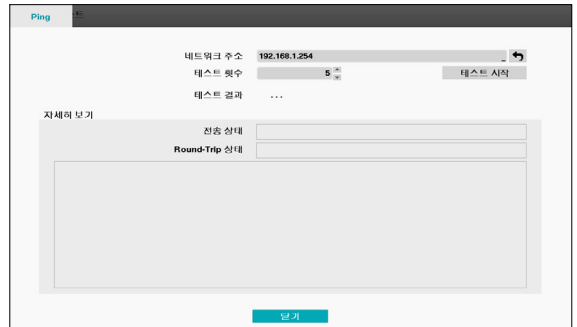 Ping
네트워크 주소 192.168.1.254
테스트 횟수 5 테스트 시작
테스트 결과 ...
자세히 보기
전송 상태
Round-Trip 상태
닫기